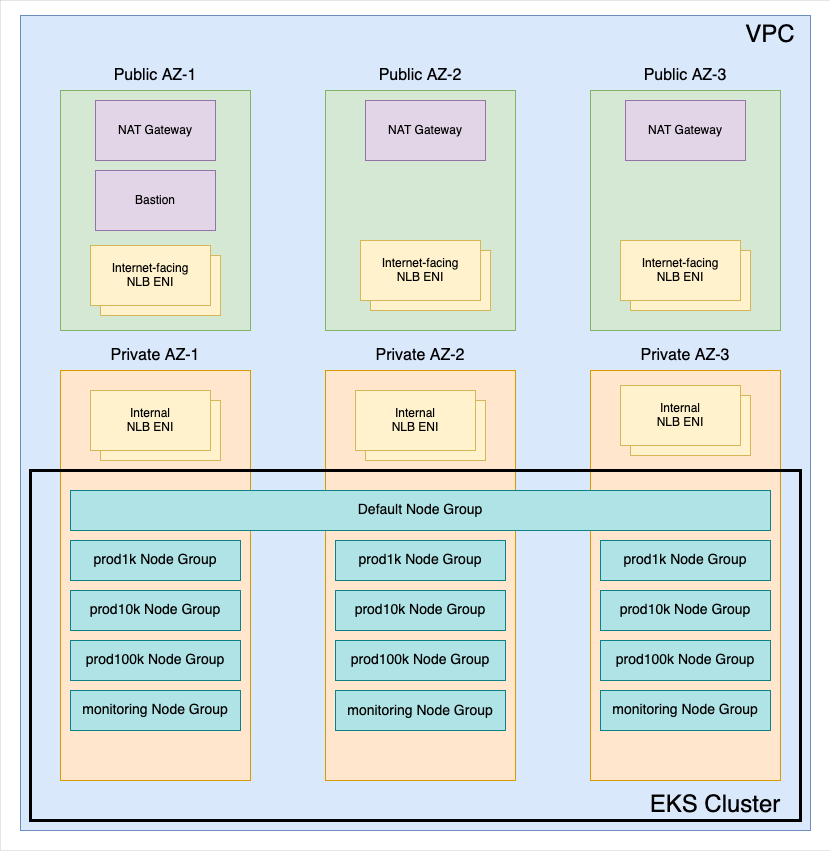 VPC
Public AZ-1
Public AZ-2
Public AZ-3
NAT Gateway
NAT Gateway
NAT Gateway
Bastion
Internet-facing
NLB ENI
Internet-facing
NLB ENI
Internet-facing
NLB ENI
Private AZ-1
Private AZ-2
Private AZ-3
Internal
NLB ENI
Internal
NLB ENI
Internal
NLB ENI
Default Node Group
prod1k Node Group
prod1k Node Group
prod1k Node Group
prod10k Node Group
prod10k Node Group
prod10k Node Group
prod100k Node Group
prod100k Node Group
prod100k Node Group
monitoring Node Group
monitoring Node Group
monitoring Node Group
EKS Cluster